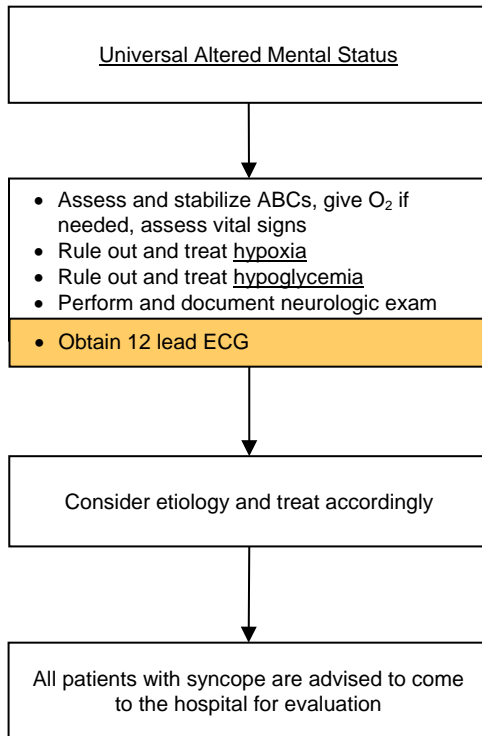 Universal Altered Mental Status
• Assess and stabilize ABCs, give O₂ if
needed, assess vital signs
• Rule out and treat hypoxia
• Rule out and treat hypoglycemia
• Perform and document neurologic exam
• Obtain 12 lead ECG
Consider etiology and treat accordingly
All patients with syncope are advised to come
to the hospital for evaluation